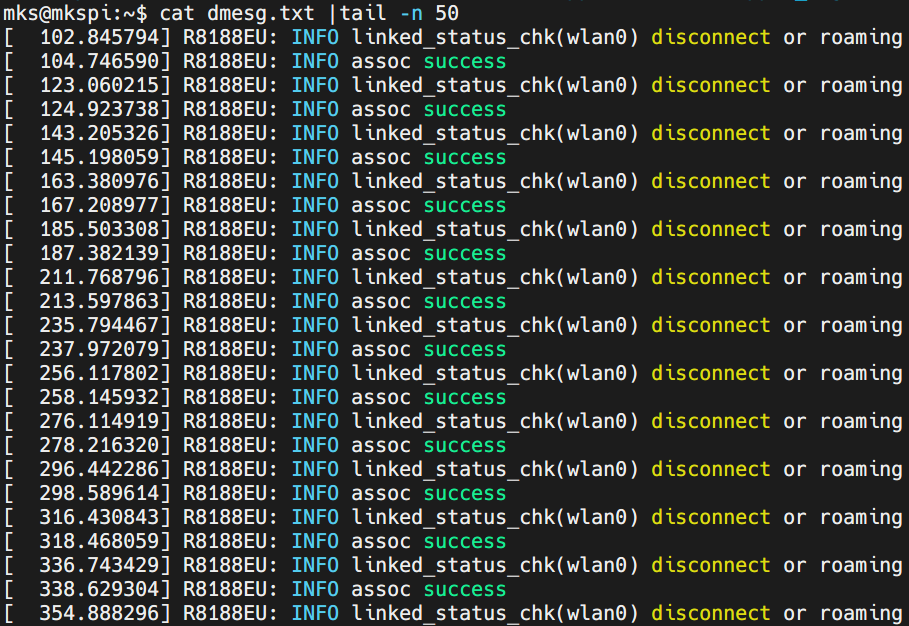 mks@mkspi:~$ cat dmesg.txt |tail -n 50
[  102.845794] R8188EU: INFO linked_status_chk(wlan0) disconnect or roaming
[  104.746590] R8188EU: INFO assoc success
[  123.060215] R8188EU: INFO linked_status_chk(wlan0) disconnect or roaming
[  124.923738] R8188EU: INFO assoc success
[  143.205326] R8188EU: INFO linked_status_chk(wlan0) disconnect or roaming
[  145.198059] R8188EU: INFO assoc success
[  163.380976] R8188EU: INFO linked_status_chk(wlan0) disconnect or roaming
[  167.208977] R8188EU: INFO assoc success
[  185.503308] R8188EU: INFO linked_status_chk(wlan0) disconnect or roaming
[  187.382139] R8188EU: INFO assoc success
[  211.768796] R8188EU: INFO linked_status_chk(wlan0) disconnect or roaming
[  213.597863] R8188EU: INFO assoc success
[  235.794467] R8188EU: INFO linked_status_chk(wlan0) disconnect or roaming
[  237.972079] R8188EU: INFO assoc success
[  256.117802] R8188EU: INFO linked_status_chk(wlan0) disconnect or roaming
[  258.145932] R8188EU: INFO assoc success
[  276.114919] R8188EU: INFO linked_status_chk(wlan0) disconnect or roaming
[  278.216320] R8188EU: INFO assoc success
[  296.442286] R8188EU: INFO linked_status_chk(wlan0) disconnect or roaming
[  298.589614] R8188EU: INFO assoc success
[  316.430843] R8188EU: INFO linked_status_chk(wlan0) disconnect or roaming
[  318.468059] R8188EU: INFO assoc success
[  336.743429] R8188EU: INFO linked_status_chk(wlan0) disconnect or roaming
[  338.629304] R8188EU: INFO assoc success
[  354.888296] R8188EU: INFO linked_status_chk(wlan0) disconnect or roaming